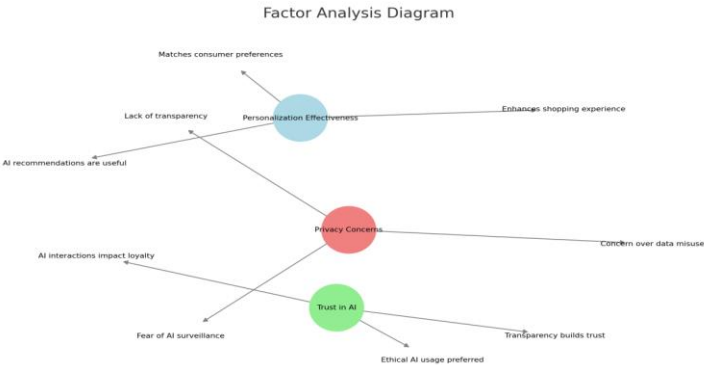 Factor Analysis Diagram
Matches consumer preferences
Enhances shopping experience
Lack of transparency
Personalization Effectiveness
AI recommendations are useful
Privacy Concerns
Concern over data misuse
AI interactions impact loyalty
Trust in AI
Fear of AI surveillance
Transparency builds trust
Ethical AI usage preferred